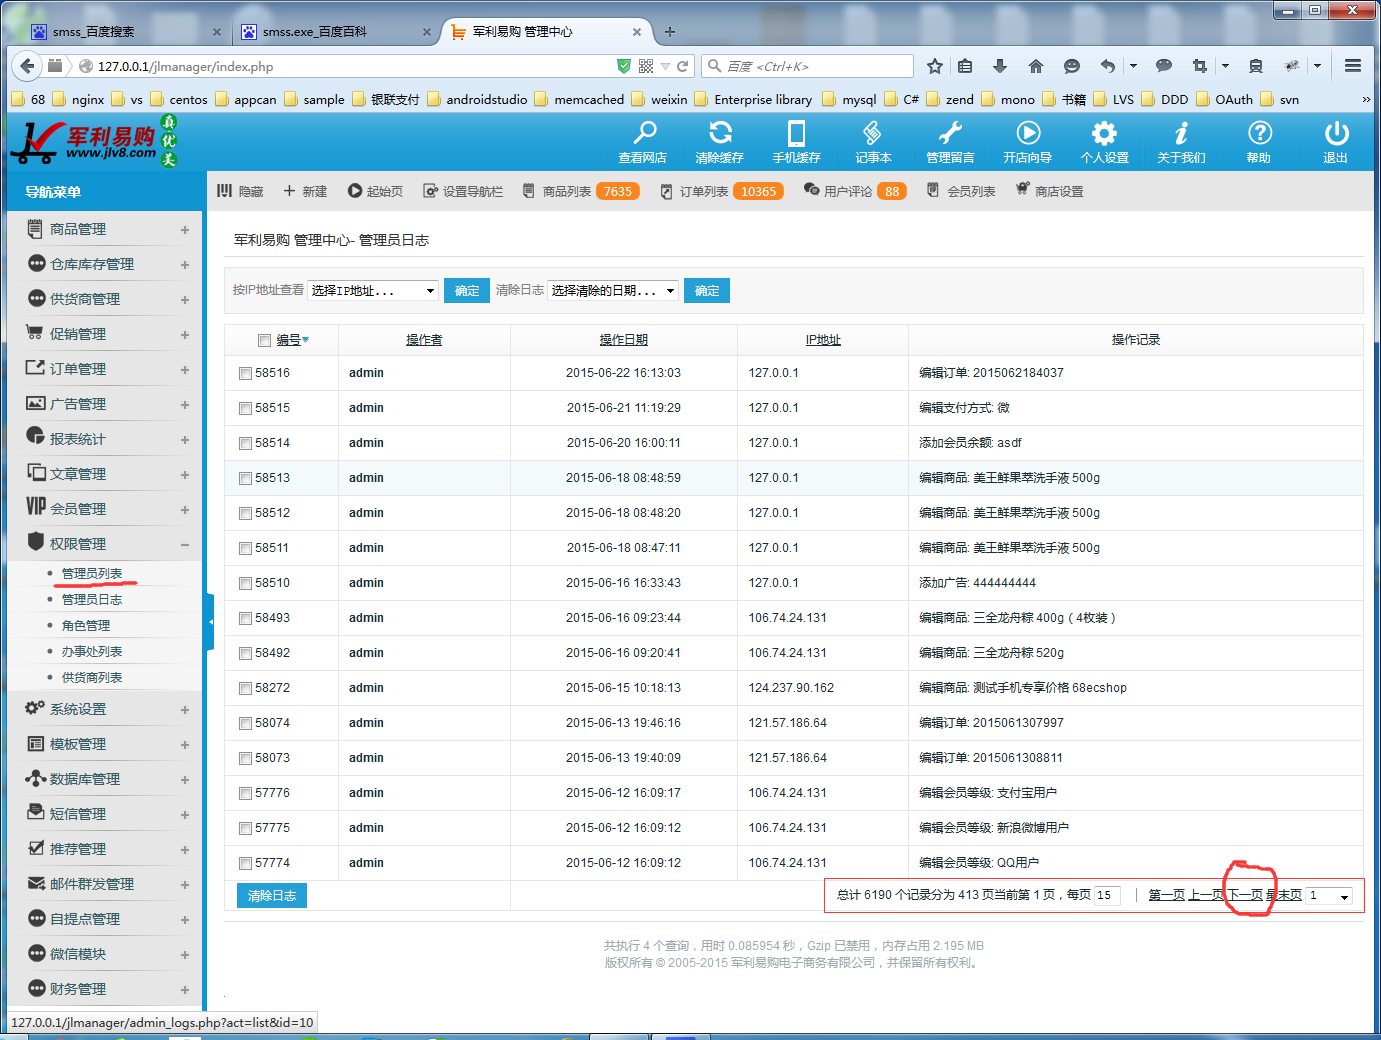 smss_百度搜索
smss.exe_百度百科
军利易购 管理中心
127.0.0.1/jlmanager/index.php
百度 <Ctrl+K>
68 nginx vs centos appcan sample 银联支付 androidstudio memcached weixin Enterprise library mysql C# zend mono 书籍 LVS DDD OAuth svn
军利易购 真优美
www.jlv8.com
查看网店 清除缓存 手机缓存 记事本 管理留言 开店向导 个人设置 关于我们 帮助 退出
导航菜单
隐藏 新建 起始页 设置导航栏 商品列表 7635 订单列表 10365 用户评论 88 会员列表 商店设置
商品管理
仓库库存管理
供货商管理
促销管理
订单管理
广告管理
报表统计
文章管理
VIP 会员管理
权限管理
管理员列表
管理员日志
角色管理
办事处列表
供货商列表
系统设置
模板管理
数据库管理
短信管理
推荐管理
邮件群发管理
自提点管理
微信模块
财务管理
军利易购 管理中心- 管理员日志
按IP地址查看 选择IP地址... 确定 清除日志 选择清除的日期... 确定
编号 操作者 操作日期 IP地址 操作记录
58516 admin 2015-06-22 16:13:03 127.0.0.1 编辑订单: 2015062184037
58515 admin 2015-06-21 11:19:29 127.0.0.1 编辑支付方式: 微
58514 admin 2015-06-20 16:00:11 127.0.0.1 添加会员余额: asdf
58513 admin 2015-06-18 08:48:59 127.0.0.1 编辑商品: 美王鲜果萃洗手液 500g
58512 admin 2015-06-18 08:48:20 127.0.0.1 编辑商品: 美王鲜果萃洗手液 500g
58511 admin 2015-06-18 08:47:11 127.0.0.1 编辑商品: 美王鲜果萃洗手液 500g
58510 admin 2015-06-16 16:33:43 127.0.0.1 添加广告: 444444444
58493 admin 2015-06-16 09:23:44 106.74.24.131 编辑商品: 三全龙舟粽 400g（4枚装）
58492 admin 2015-06-16 09:20:41 106.74.24.131 编辑商品: 三全龙舟粽 520g
58272 admin 2015-06-15 10:18:13 124.237.90.162 编辑商品: 测试手机专享价格 68ecshop
58074 admin 2015-06-13 19:46:16 121.57.186.64 编辑订单: 2015061307997
58073 admin 2015-06-13 19:40:09 121.57.186.64 编辑订单: 2015061308811
57776 admin 2015-06-12 16:09:17 106.74.24.131 编辑会员等级: 支付宝用户
57775 admin 2015-06-12 16:09:12 106.74.24.131 编辑会员等级: 新浪微博用户
57774 admin 2015-06-12 16:09:12 106.74.24.131 编辑会员等级: QQ用户
清除日志 总计 6190 个记录分为 413 页当前第 1 页，每页 15 | 第一页 上一页 下一页 最末页 1
共执行 4 个查询，用时 0.085954 秒，Gzip 已禁用，内存占用 2.195 MB
版权所有 © 2005-2015 军利易购电子商务有限公司，并保留所有权利。
127.0.0.1/jlmanager/admin_logs.php?act=list&id=10